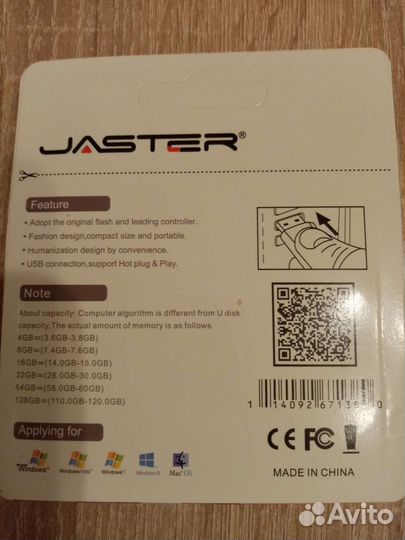 JASTER®
Feature
• Adopt the original flash and leading controller.
• Fashion design,compact size and portable.
• Humanization design by convenience.
• USB connection,support Hot plug & Play.
Note
About capacity: Computer algorithm is different from U disk
capacity,The actual amount of memory is as follows
4GB=(3.6GB-3.8GB)
8GB=(7.4GB-7.6GB)
16GB=(14.0GB-15.0GB)
32GB=(28.0GB-30.0GB)
64GB=(58.0GB-60GB)
128GB=(110.0GB-120.0GB)
Applying for
Windows
Windows Vista
Windows 7
Windows 8
Mac OS
1 14092 67138 0
CE FC
MADE IN CHINA
Avito